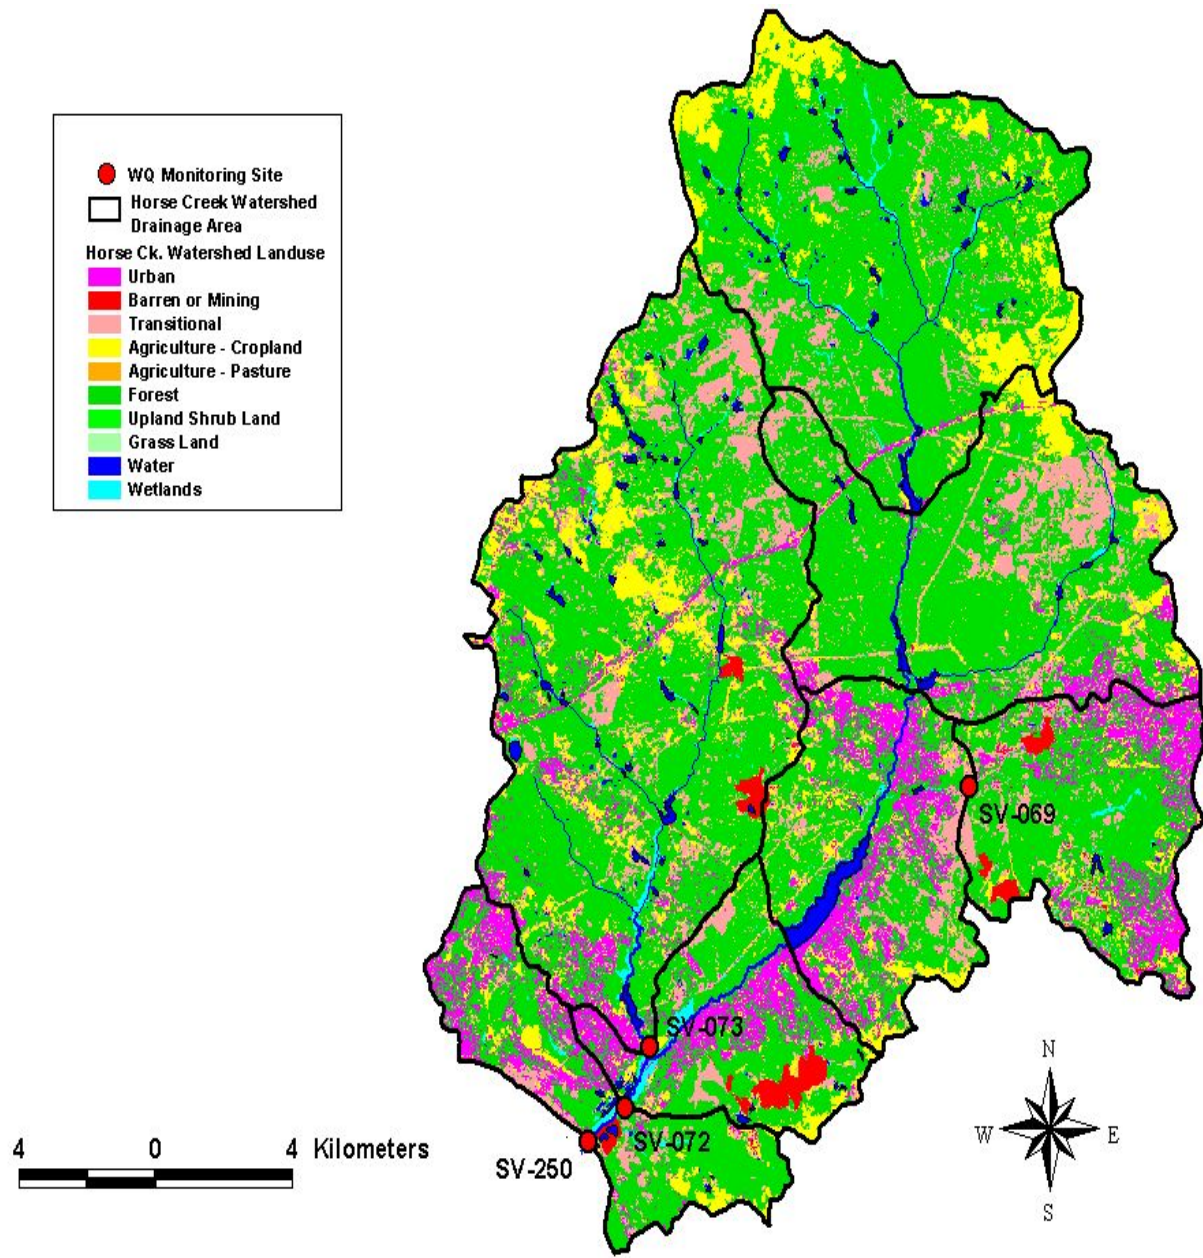 WQ Monitoring Site
Horse Creek Watershed
Drainage Area
Horse Ck. Watershed Landuse
Urban
Barren or Mining
Transitional
Agriculture - Cropland
Agriculture - Pasture
Forest
Upland Shrub Land
Grass Land
Water
Wetlands
SV-069
SV-073
SV-072
SV-250
4 0 4 Kilometers
N
W E
S